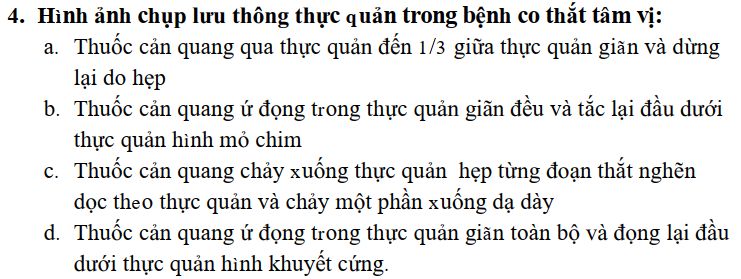 4. Hình ảnh chụp lưu thông thực quản trong bệnh co thắt tâm vị:
a. Thuốc cản quang qua thực quản đến 1/3 giữa thực quản giãn và dừng
lại do hẹp
b. Thuốc cản quang ứ đọng trong thực quản giãn đều và tắc lại đầu dưới
thực quản hình mỏ chim
c. Thuốc cản quang chảy xuống thực quản hẹp từng đoạn thắt nghẽn
dọc theo thực quản và chảy một phần xuống dạ dày
d. Thuốc cản quang ứ đọng trong thực quản giãn toàn bộ và đọng lại đầu
dưới thực quản hình khuyết cứng.